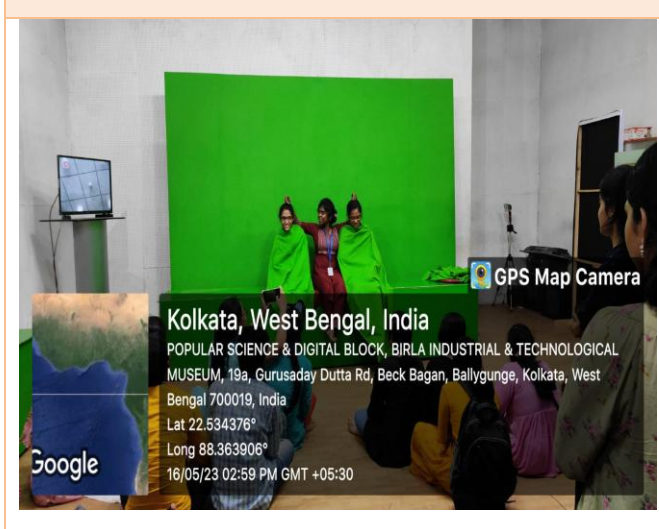 GPS Map Camera
Kolkata, West Bengal, India
POPULAR SCIENCE & DIGITAL BLOCK, BIRLA INDUSTRIAL & TECHNOLOGICAL
MUSEUM, 19a, Gurusaday Dutta Rd, Beck Bagan, Ballygunge, Kolkata, West
Bengal 700019, India
Lat 22.534376°
Long 88.363906°
16/05/23 02:59 PM GMT +05:30
Google